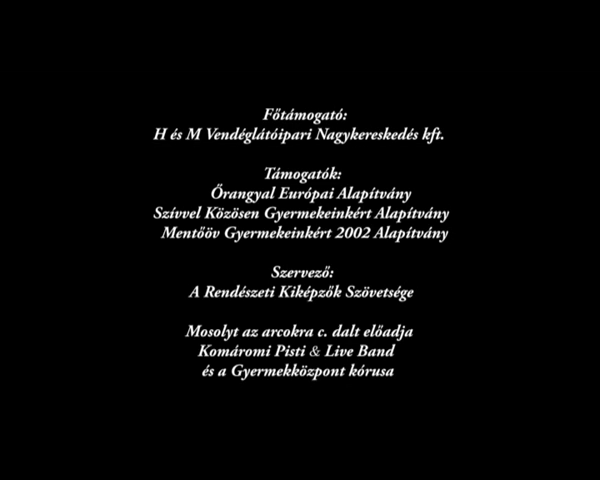 Főtámogató:
H és M Vendéglátóipari Nagykereskedés kft.
Támogatók:
Őrangyal Európai Alapítvány
Szívvel Közösen Gyermekeinkért Alapítvány
Mentőöv Gyermekeinkért 2002 Alapítvány
Szervező:
A Rendészeti Kiképzők Szövetsége
Mosolyt az arcokra c. dalt előadja
Komáromi Pisti & Live Band
és a Gyermekközpont kórusa